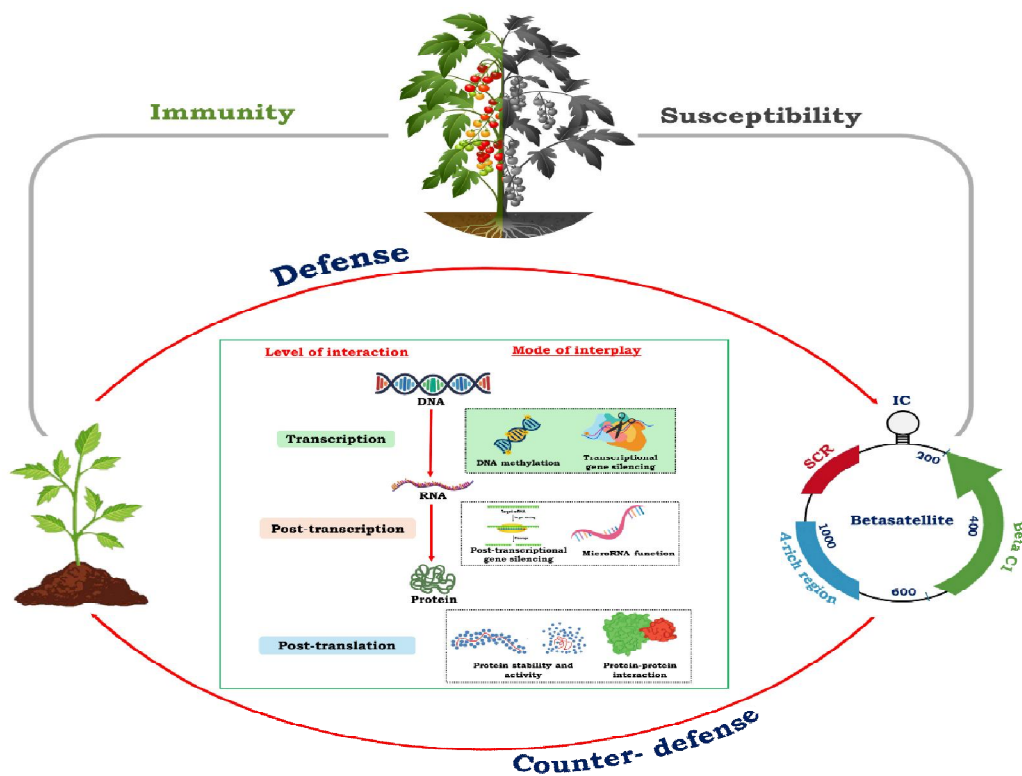 Immunity
Susceptibility
Defense
Level of interaction
Mode of interplay
DNA
Transcription
DNA methylation
Transcriptional
gene silencing
RNA
Post-transcription
Post-transcriptional
gene silencing
MicroRNA function
Protein
Post-translation
Protein stability and
activity
Protein-protein
interaction
IC
SCR
200
Betasatellite
400
beta C1
1000
A-rich region
600
Counter- defense